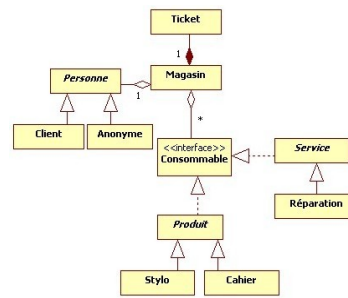 Ticket
1
Personne
Magasin
1
Client
Anonyme
*
<<interface>>
Consommable
Service
Réparation
Produit
Stylo
Cahier